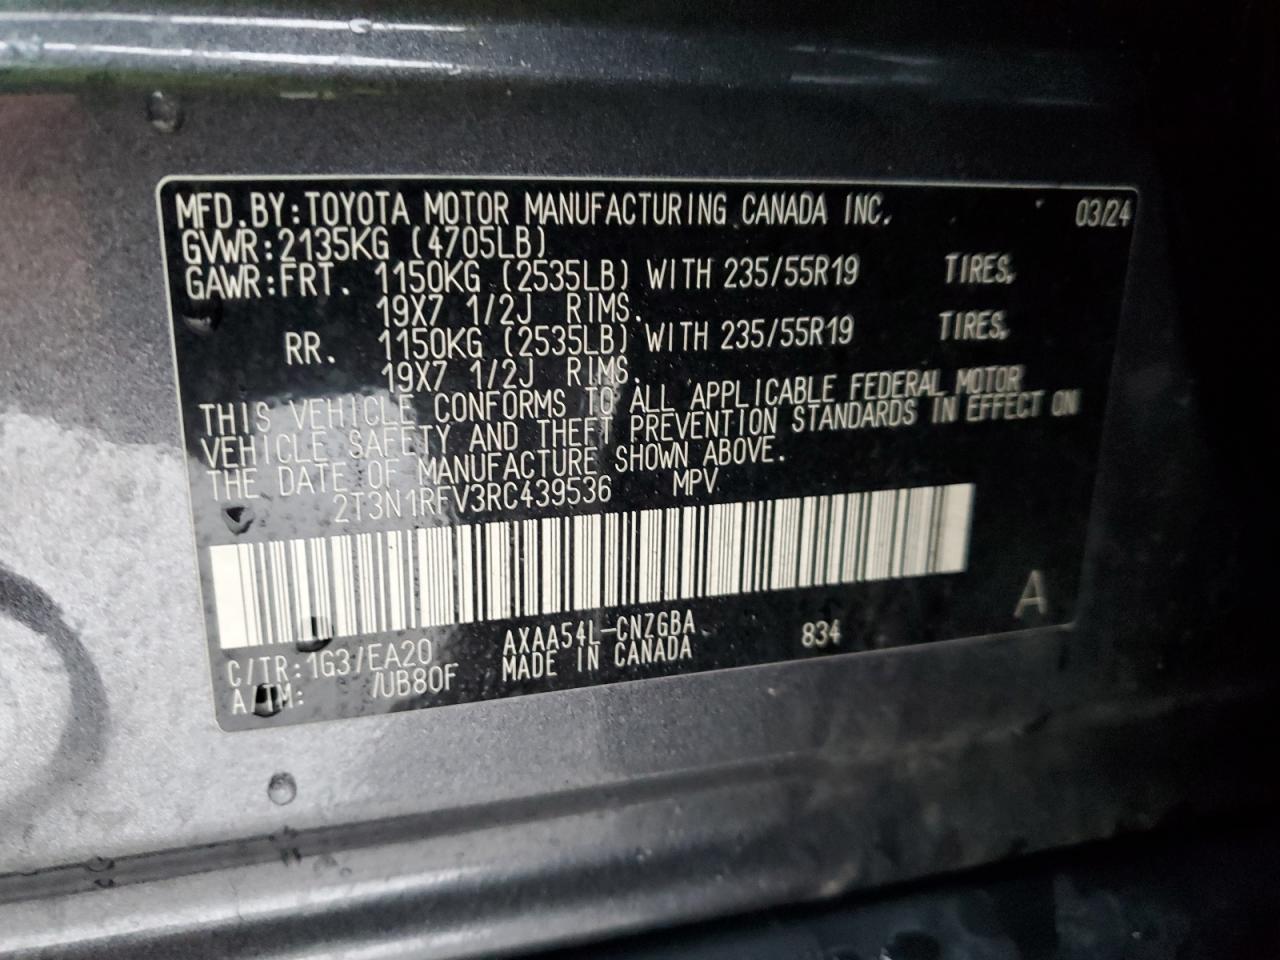 MFD.BY:TOYOTA MOTOR MANUFACTURING CANADA INC. 03/24
GVWR:2135KG (4705LB)
GAWR:FRT. 1150KG (2535LB) WITH 235/55R19 TIRES,
19X7 1/2J RIMS.
RR. 1150KG (2535LB) WITH 235/55R19 TIRES,
19X7 1/2J RIMS.
THIS VEHICLE CONFORMS TO ALL APPLICABLE FEDERAL MOTOR
VEHICLE SAFETY AND THEFT PREVENTION STANDARDS IN EFFECT ON
THE DATE OF MANUFACTURE SHOWN ABOVE.
2T3N1RFV3RC439536 MPV
A
C/TR:1G3/EA20 AXAA54L-CNZGBA 834
A/TM: /UB80F MADE IN CANADA